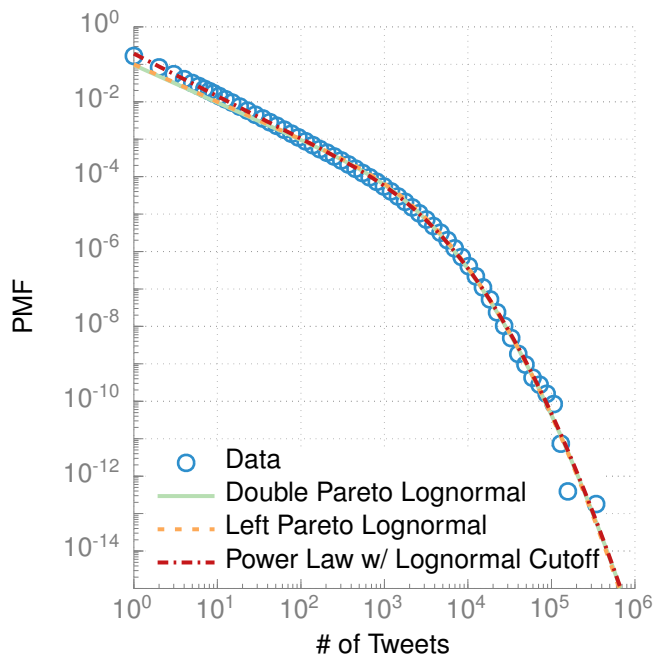 10^0
10^-2
10^-4
10^-6
10^-8
10^-10
10^-12
10^-14
PMF
Data
Double Pareto Lognormal
Left Pareto Lognormal
Power Law w/ Lognormal Cutoff
10^0 10^1 10^2 10^3 10^4 10^5 10^6
# of Tweets